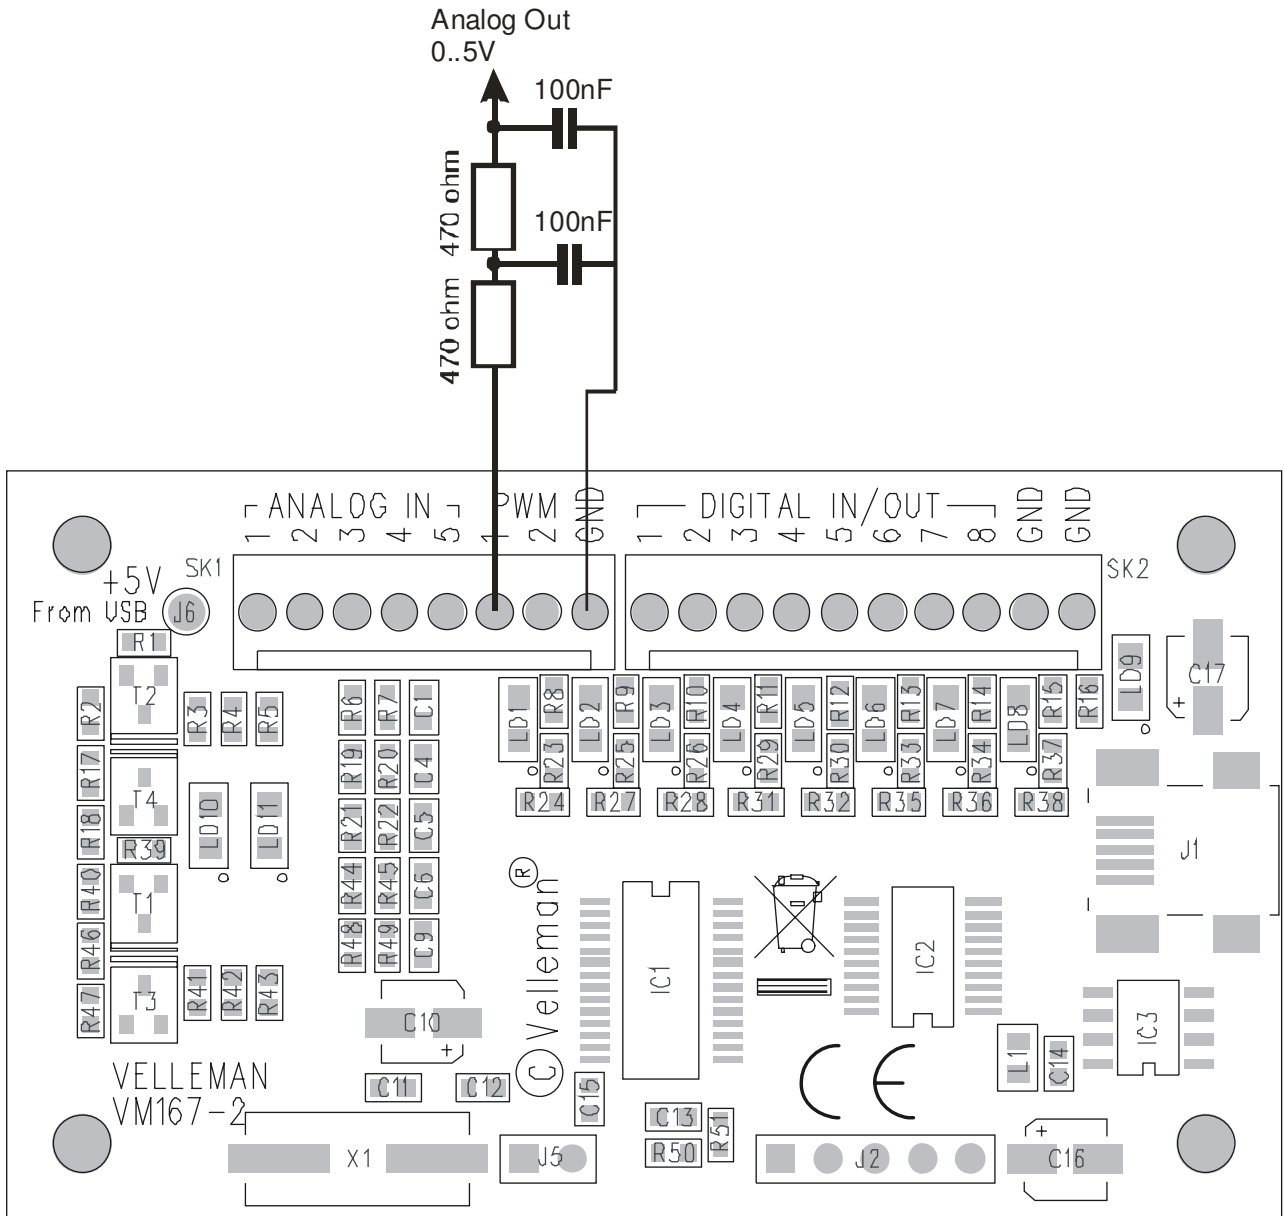 Analog Out
0..5V
100nF
470 ohm
100nF
470 ohm
ANALOG IN PWM GND DIGITAL IN/OUT GND GND
1 2 3 4 5 1 2 1 2 3 4 5 6 7 8
SK1 SK2
+5V
From USB J6
R1
T2 R2 R3 R4 R5 R6 R7 C1
LD1 R8 LD2 R9 LD3 R10 LD4 R11 LD5 R12 LD6 R13 LD7 R14 LD8 R15 R16 LD9 C17
+
R17 R19 R20 C4
R23 R25 R26 R29 R30 R33 R34 R37
T4 R18 LD10 LD11 R21 R22 C5
R24 R27 R28 R31 R32 R35 R36 R38
R39 J1
R40 T1 R44 R45 C6
R46 R48 R49 C9
© Velleman ®
IC1 IC2
R47 T3 R41 R42 R43
C10
+
IC3
L1 C14
VELLEMAN
VM167-2
C11 C12 C15
CE
C13 R51
R50
X1 J5 J2
+
C16